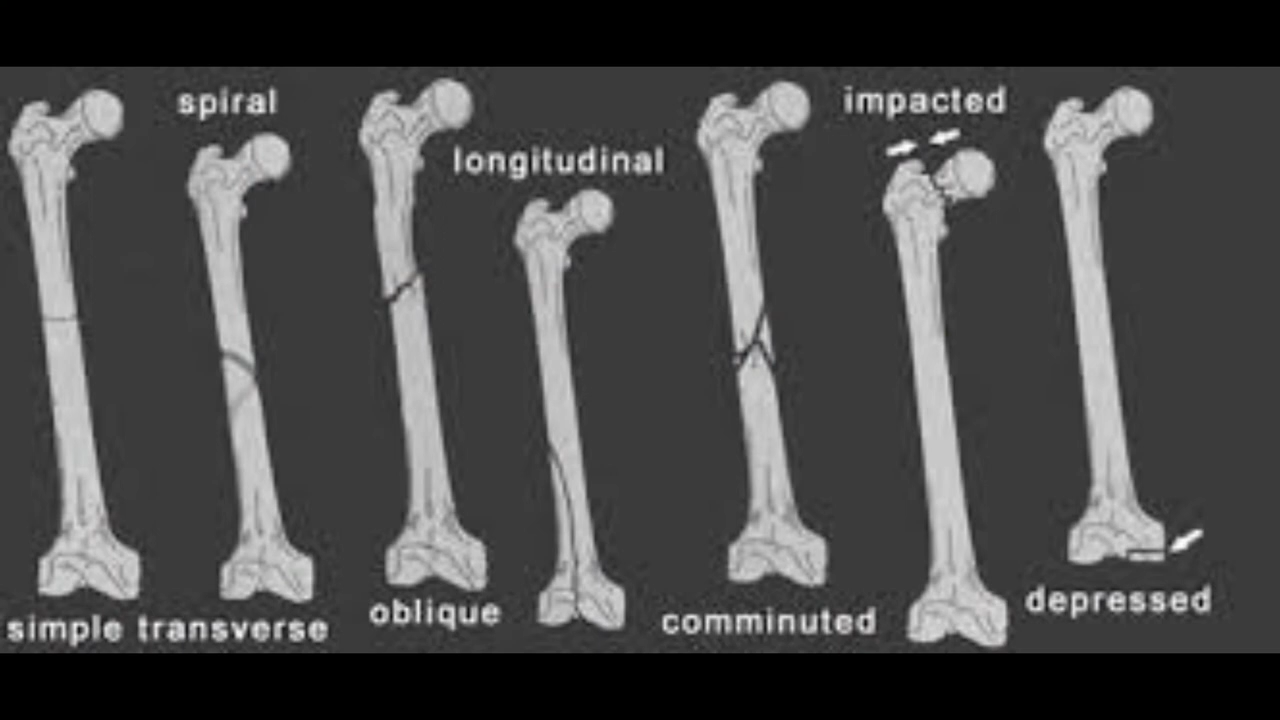 spiral
impacted
longitudinal
depressed
oblique
comminuted
simple transverse